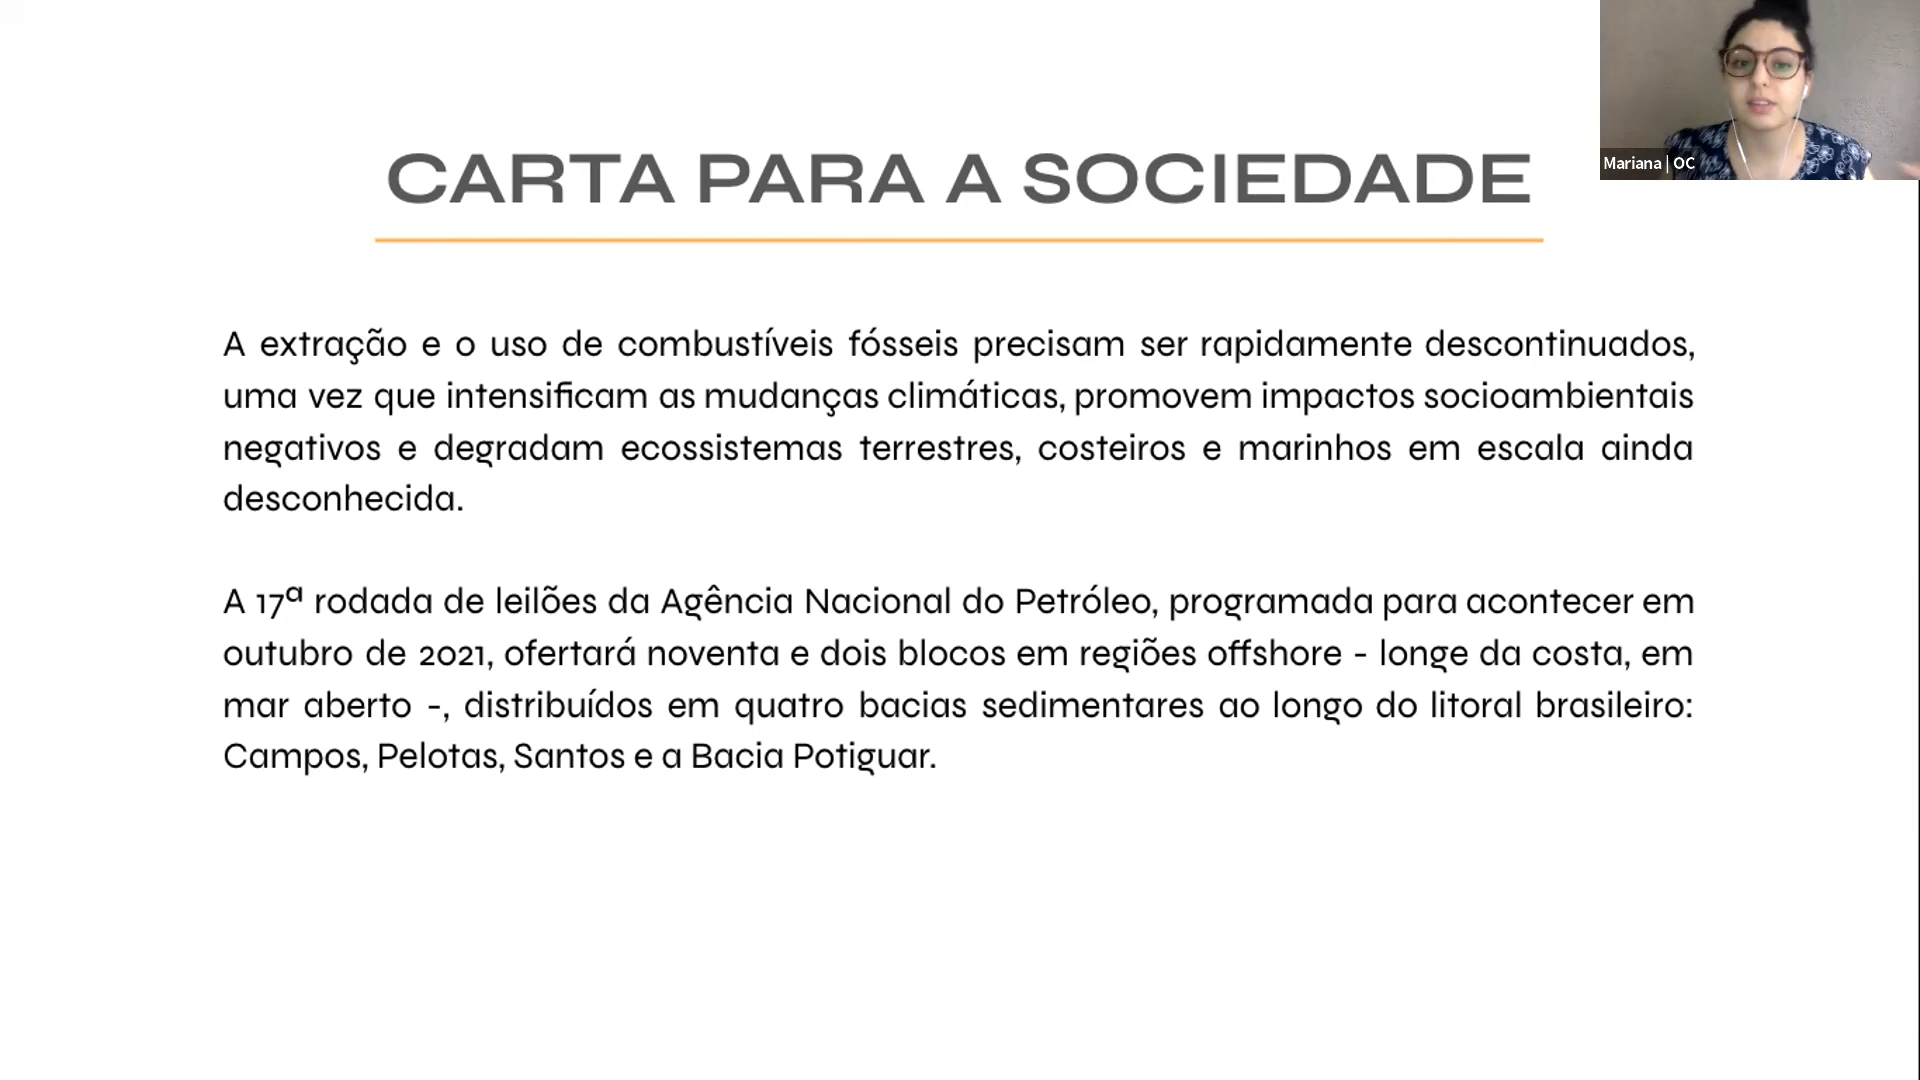 CARTA PARA A SOCIEDADE
Mariana | OC
A extração e o uso de combustíveis fósseis precisam ser rapidamente descontinuados,
uma vez que intensificam as mudanças climáticas, promovem impactos socioambientais
negativos e degradam ecossistemas terrestres, costeiros e marinhos em escala ainda
desconhecida.
A 17ª rodada de leilões da Agência Nacional do Petróleo, programada para acontecer em
outubro de 2021, ofertará noventa e dois blocos em regiões offshore - longe da costa, em
mar aberto -, distribuídos em quatro bacias sedimentares ao longo do litoral brasileiro:
Campos, Pelotas, Santos e a Bacia Potiguar.